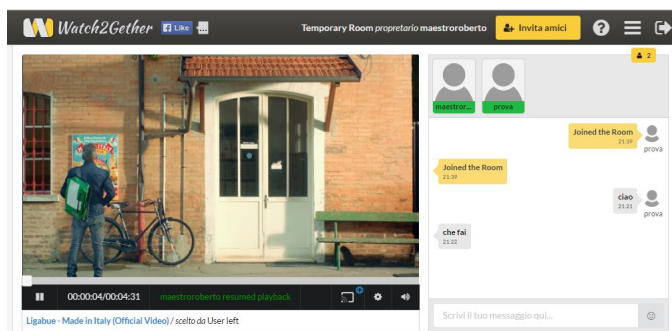 Watch2Gether
Like
Temporary Room proprietario maestroroberto
Invita amici
?
2
maestror...
prova
Joined the Room
21:39
prova
Joined the Room
21:39
ciao
21:21
prova
che fai
21:22
00:00:04/00:04:31
maestroroberto resumed playback
Ligabue - Made in Italy (Official Video) / scelto da User left
Scrivi il tuo messaggio qui...